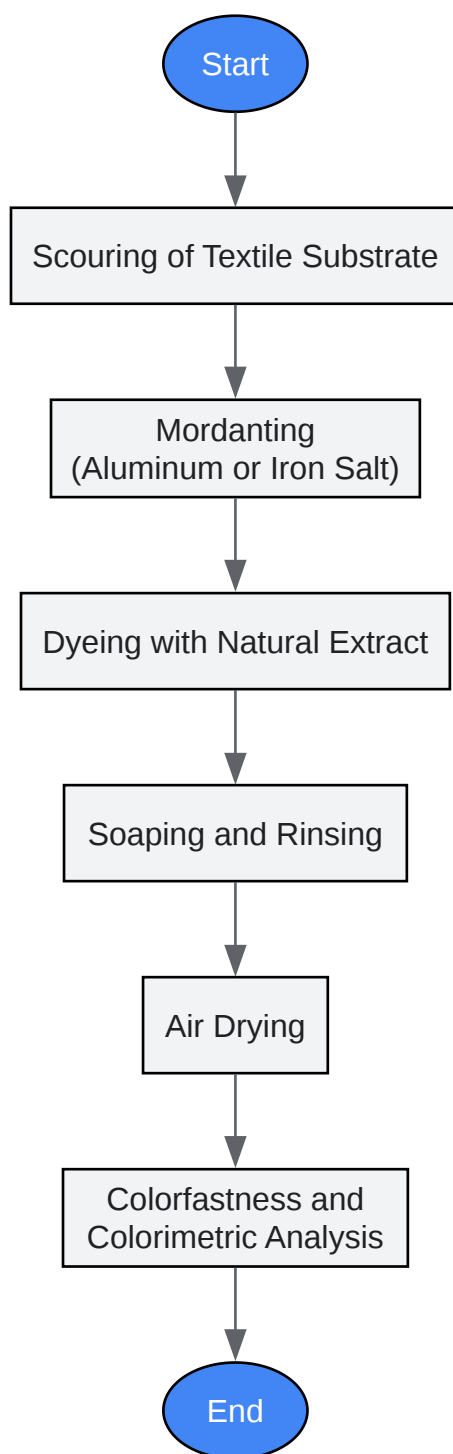 Start
Scouring of Textile Substrate
Mordanting
(Aluminum or Iron Salt)
Dyeing with Natural Extract
Soaping and Rinsing
Air Drying
Colorfastness and
Colorimetric Analysis
End